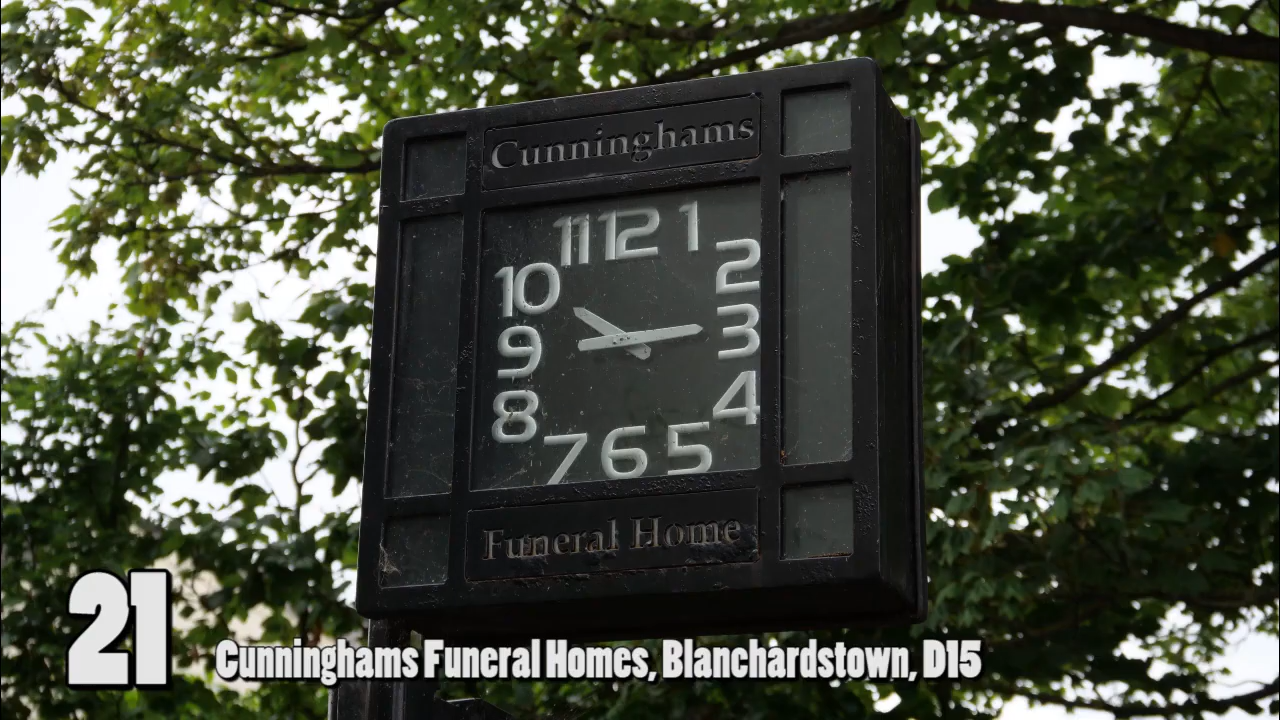 Cunninghams
11 12 1
10 2
9 3
8 4
7 6 5
Funeral Home
21
Cunninghams Funeral Homes, Blanchardstown, D15